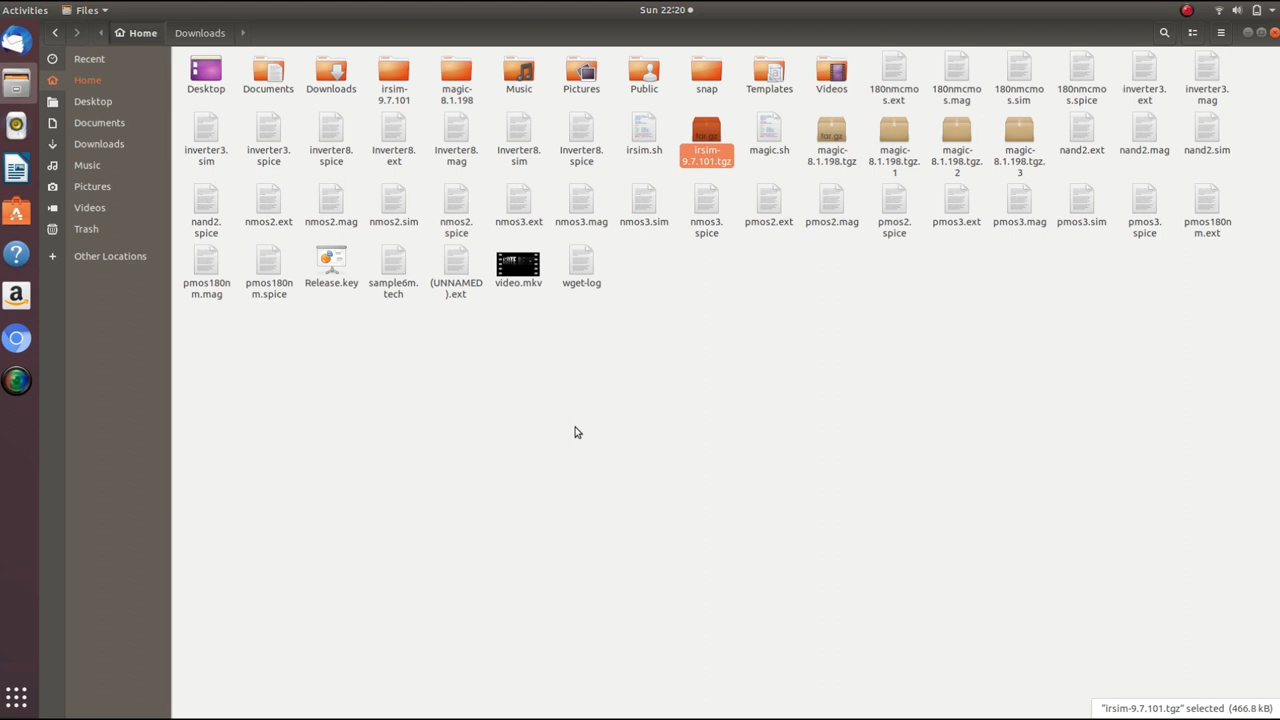 Activities
Files
Sun 22:20
Home
Downloads
Recent
Home
Desktop
Documents
Downloads
Music
Pictures
Videos
Trash
Other Locations
Desktop
Documents
Downloads
irsim-
9.7.101
magic-
8.1.198
Music
Pictures
Public
snap
Templates
Videos
180nmcmo
s.ext
180nmcmo
s.mag
180nmcmo
s.sim
180nmcmo
s.spice
inverter3.
ext
inverter3.
mag
inverter3.
sim
inverter3.
spice
inverter8.
spice
Inverter8.
ext
Inverter8.
mag
Inverter8.
sim
Inverter8.
spice
irsim.sh
tar.gz
irsim-
9.7.101.tgz
magic.sh
tar.gz
magic-
8.1.198.tgz
magic-
8.1.198.tgz.
1
magic-
8.1.198.tgz.
2
magic-
8.1.198.tgz.
3
nand2.ext
nand2.mag
nand2.sim
nand2.
spice
nmos2.ext
nmos2.mag
nmos2.sim
nmos2.
spice
nmos3.ext
nmos3.mag
nmos3.sim
nmos3.
spice
pmos2.ext
pmos2.mag
pmos2.
spice
pmos3.ext
pmos3.mag
pmos3.sim
pmos3.
spice
pmos180n
m.ext
pmos180n
m.mag
pmos180n
m.spice
Release.key
sample6m.
tech
(UNNAMED
).ext
video.mkv
wget-log
"irsim-9.7.101.tgz" selected (466.8 kB)